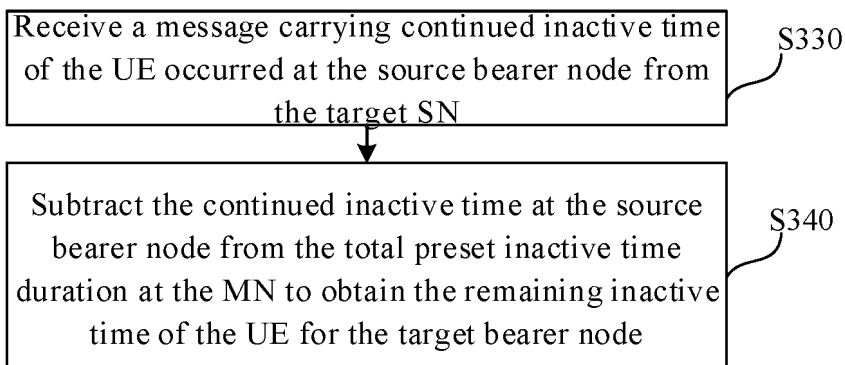 Receive a message carrying continued inactive time
of the UE occurred at the source bearer node from
the target SN
S330
Subtract the continued inactive time at the source
bearer node from the total preset inactive time
duration at the MN to obtain the remaining inactive
time of the UE for the target bearer node
S340